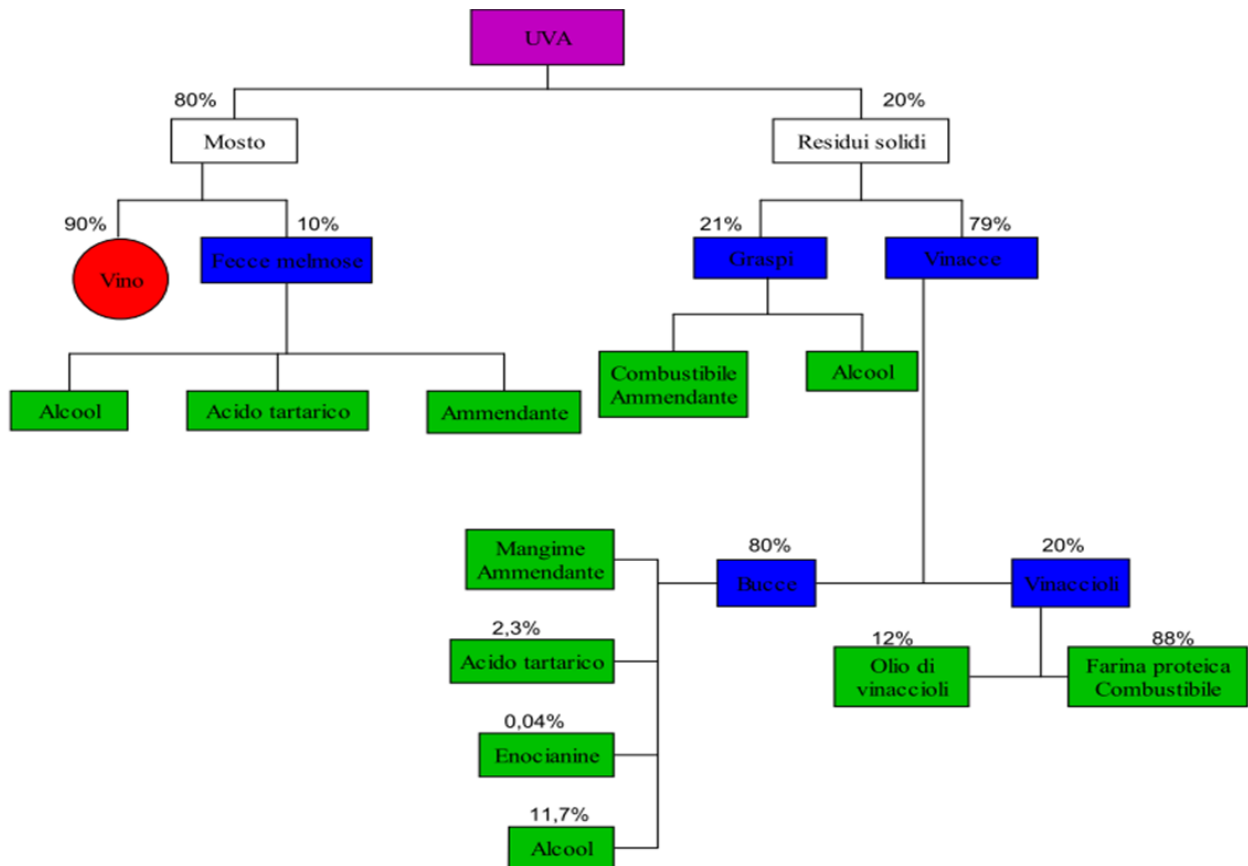 UVA
80%
20%
Mosto
Residui solidi
90%
10%
21%
79%
Vino
Fecce melmose
Graspi
Vinacce
Combustibile
Ammendante
Alcool
Alcool
Acido tartarico
Ammendante
Mangime
Ammendante
80%
20%
Bucce
Vinaccioli
2,3%
Acido tartarico
12%
88%
Olio di
vinaccioli
Farina proteica
Combustibile
0,04%
Enocianine
11,7%
Alcool